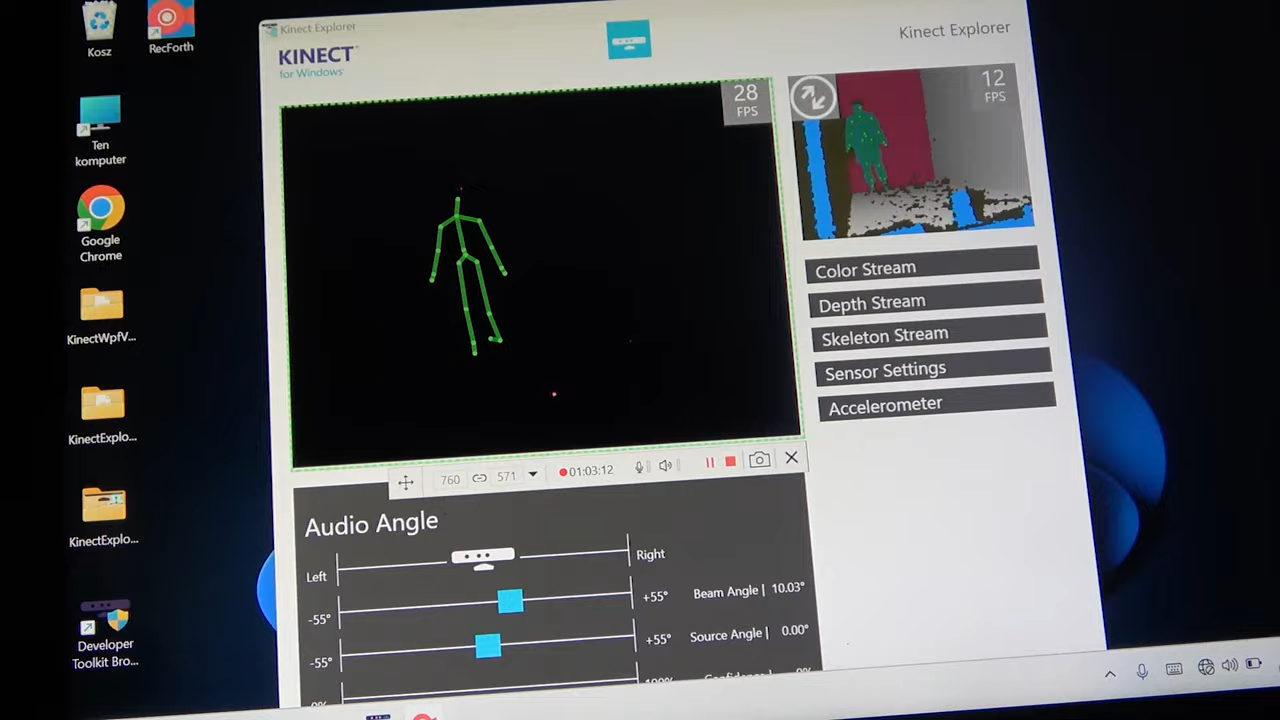 Kosz
RecForth
Ten
komputer
Google
Chrome
KinectWpfV...
KinectExplo...
KinectExplo...
Developer
Toolkit Bro...
Kinect Explorer
KINECT
for Windows
Kinect Explorer
28
FPS
12
FPS
Color Stream
Depth Stream
Skeleton Stream
Sensor Settings
Accelerometer
760 571 01:03:12
Audio Angle
Left Right
-55° +55° Beam Angle | 10.03°
-55° +55° Source Angle | 0.00°